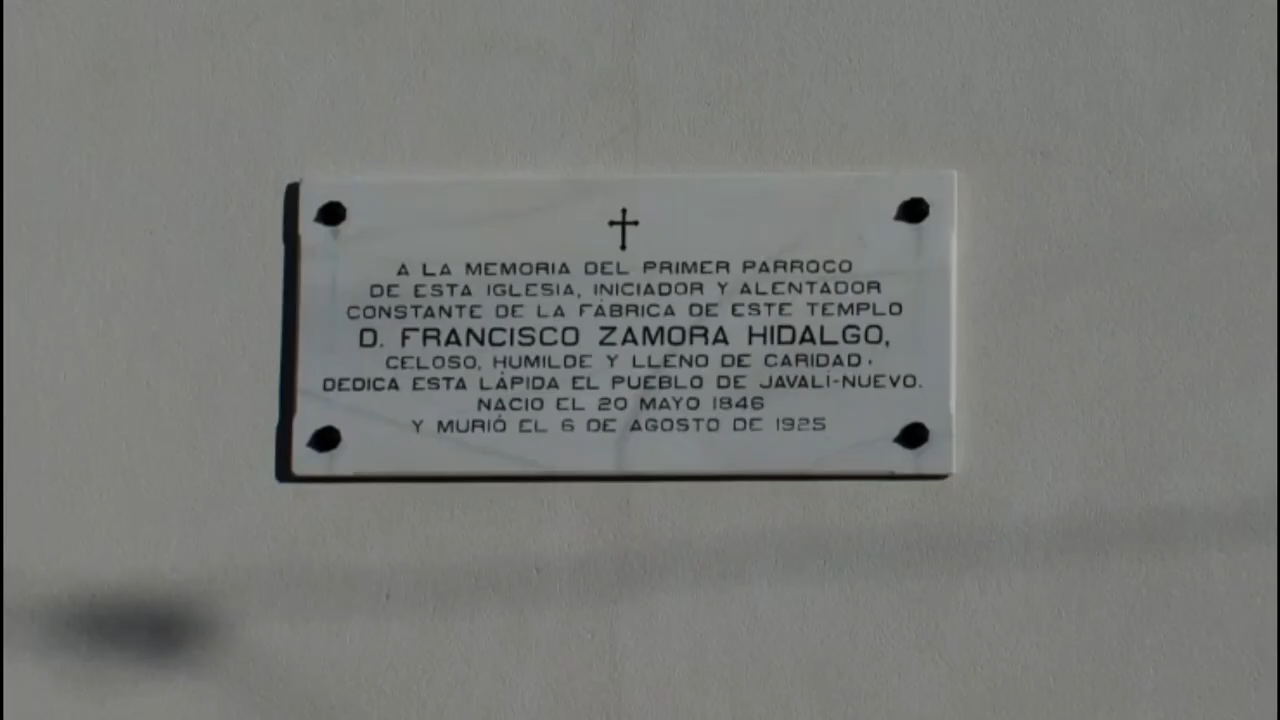 A LA MEMORIA DEL PRIMER PARROCO
DE ESTA IGLESIA, INICIADOR Y ALENTADOR
CONSTANTE DE LA FÁBRICA DE ESTE TEMPLO
D. FRANCISCO ZAMORA HIDALGO,
CELOSO, HUMILDE Y LLENO DE CARIDAD.
DEDICA ESTA LÁPIDA EL PUEBLO DE JAVALÍ-NUEVO.
NACIO EL 20 MAYO 1846
Y MURIÓ EL 6 DE AGOSTO DE 1925